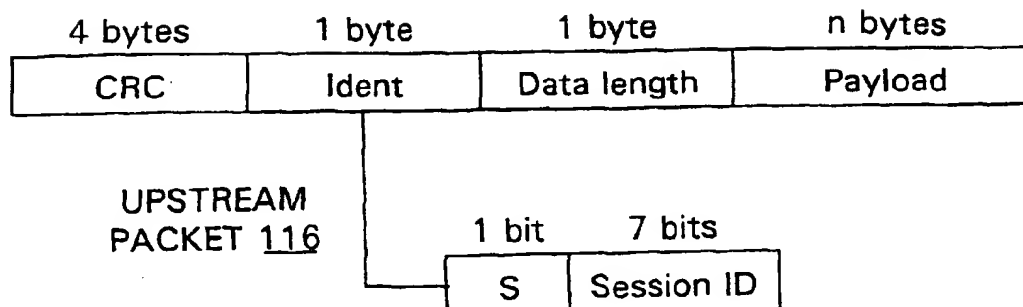 4 bytes 1 byte 1 byte n bytes
CRC Ident Data length Payload
UPSTREAM
PACKET 116
1 bit 7 bits
S Session ID